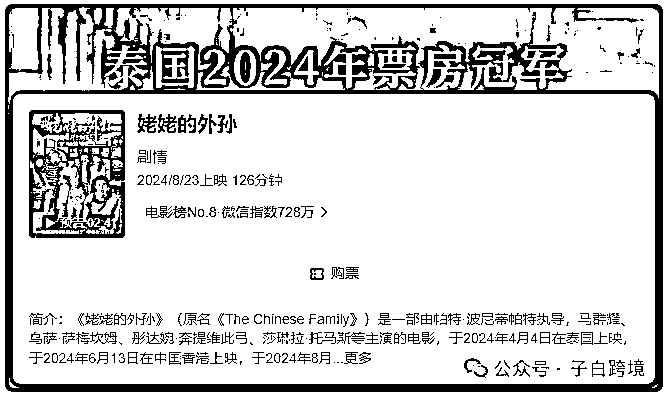 泰国2024年票房冠军
姥姥的外孙
剧情
2024/8/23上映 126分钟
电影榜No.8·微信指数728万 >
预告 02:4
购票
简介：《姥姥的外孙》（原名《The Chinese Family》）是一部由帕特·波尼蒂帕特执导，马群耀、
乌萨·萨梅坎姆、彤达婉·奔提维此弓、莎琳拉·托马斯等主演的电影，于2024年4月4日在泰国上映，
于2024年6月13日在中国香港上映，于2024年8月...更多
公众号·子白跨境